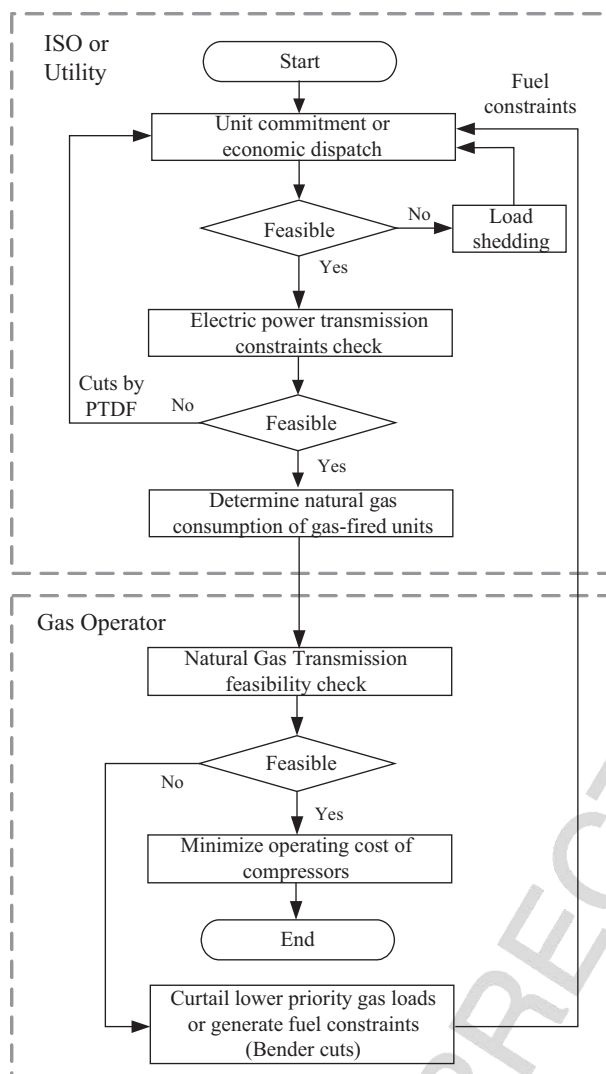 ISO or
Utility
Start
Fuel
constraints
Unit commitment or
economic dispatch
Feasible
No
Load
shedding
Yes
Electric power transmission
constraints check
Cuts by
PTDF
No
Feasible
Yes
Determine natural gas
consumption of gas-fired units
Gas Operator
Natural Gas Transmission
feasibility check
Feasible
No
Yes
Minimize operating cost of
compressors
End
Curtail lower priority gas loads
or generate fuel constraints
(Bender cuts)